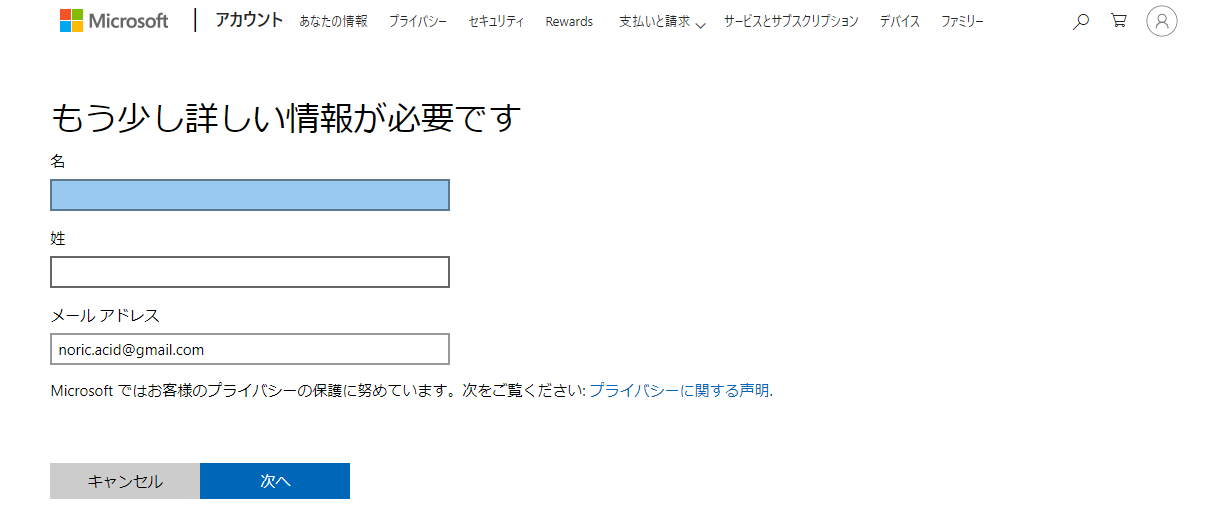 Microsoft | アカウント あなたの情報 プライバシー セキュリティ Rewards 支払いと請求 サービスとサブスクリプション デバイス ファミリー
もう少し詳しい情報が必要です
名
姓
メール アドレス
noric.acid@gmail.com
Microsoft ではお客様のプライバシーの保護に努めています。次をご覧ください: プライバシーに関する声明.
キャンセル 次へ